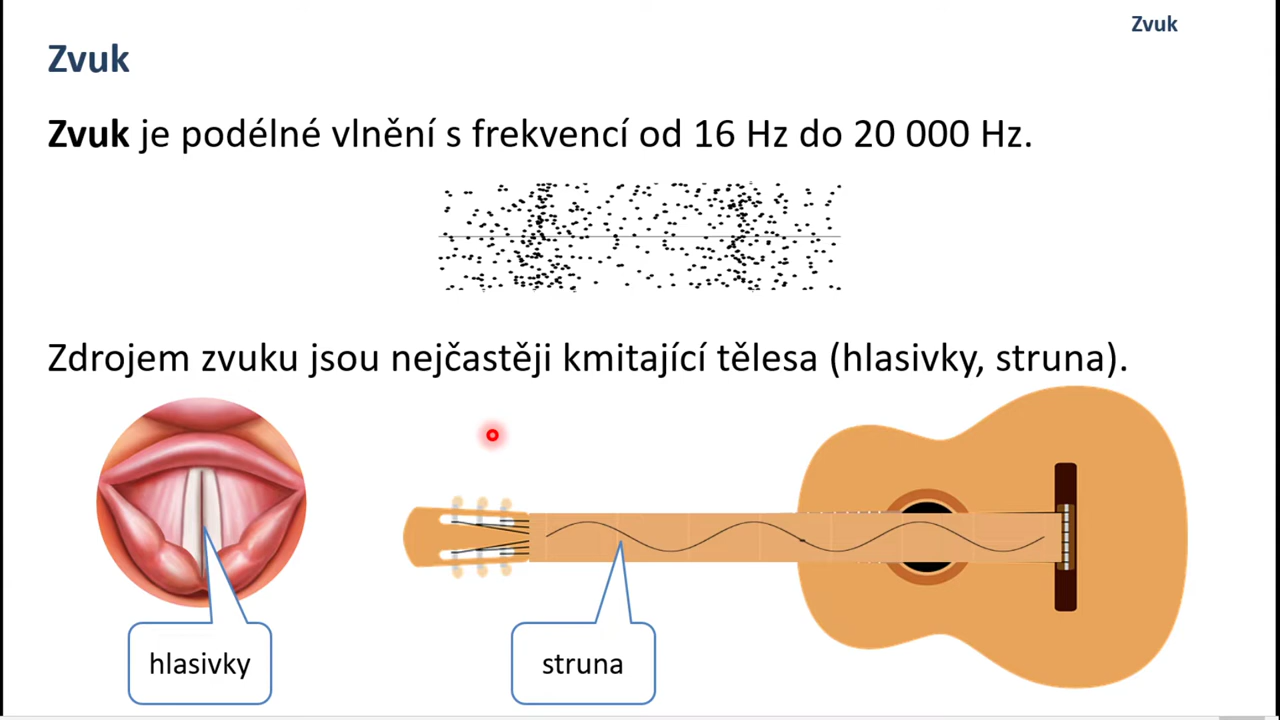 Zvuk
Zvuk
Zvuk je podélné vlnění s frekvencí od 16 Hz do 20 000 Hz.
Zdrojem zvuku jsou nejčastěji kmitající tělesa (hlasivky, struna).
hlasivky
struna